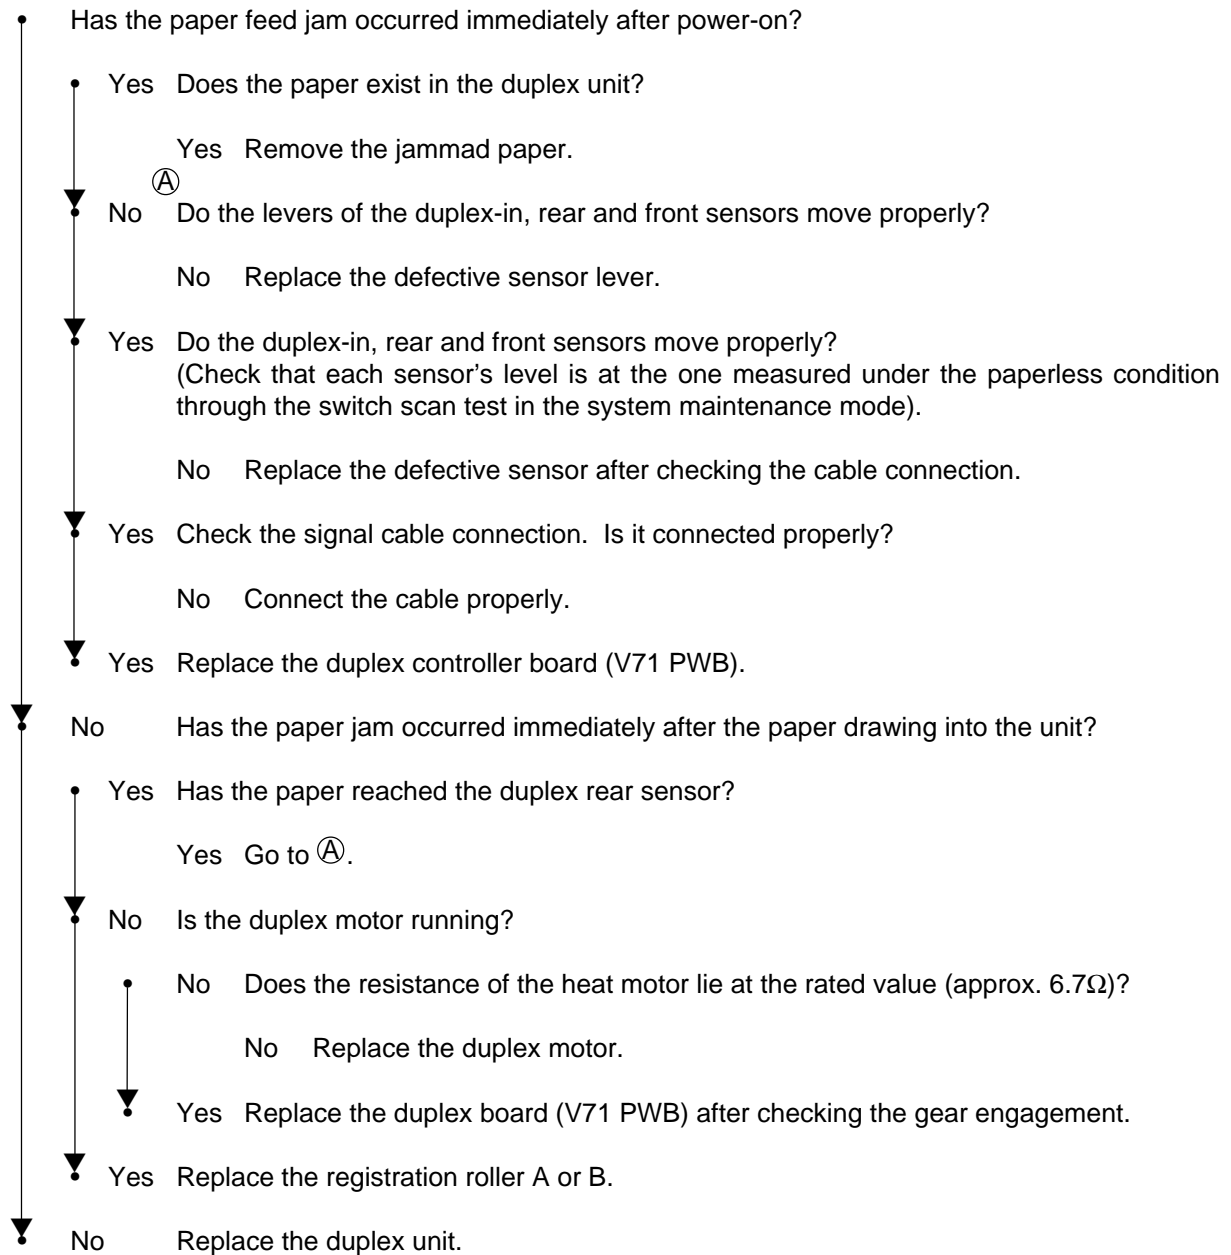 Has the paper feed jam occurred immediately after power-on?
Yes Does the paper exist in the duplex unit?
Yes Remove the jammad paper.
Ⓐ
No Do the levers of the duplex-in, rear and front sensors move properly?
No Replace the defective sensor lever.
Yes Do the duplex-in, rear and front sensors move properly?
(Check that each sensor's level is at the one measured under the paperless condition
through the switch scan test in the system maintenance mode).
No Replace the defective sensor after checking the cable connection.
Yes Check the signal cable connection. Is it connected properly?
No Connect the cable properly.
Yes Replace the duplex controller board (V71 PWB).
No Has the paper jam occurred immediately after the paper drawing into the unit?
Yes Has the paper reached the duplex rear sensor?
Yes Go to Ⓐ.
No Is the duplex motor running?
No Does the resistance of the heat motor lie at the rated value (approx. 6.7Ω)?
No Replace the duplex motor.
Yes Replace the duplex board (V71 PWB) after checking the gear engagement.
Yes Replace the registration roller A or B.
No Replace the duplex unit.